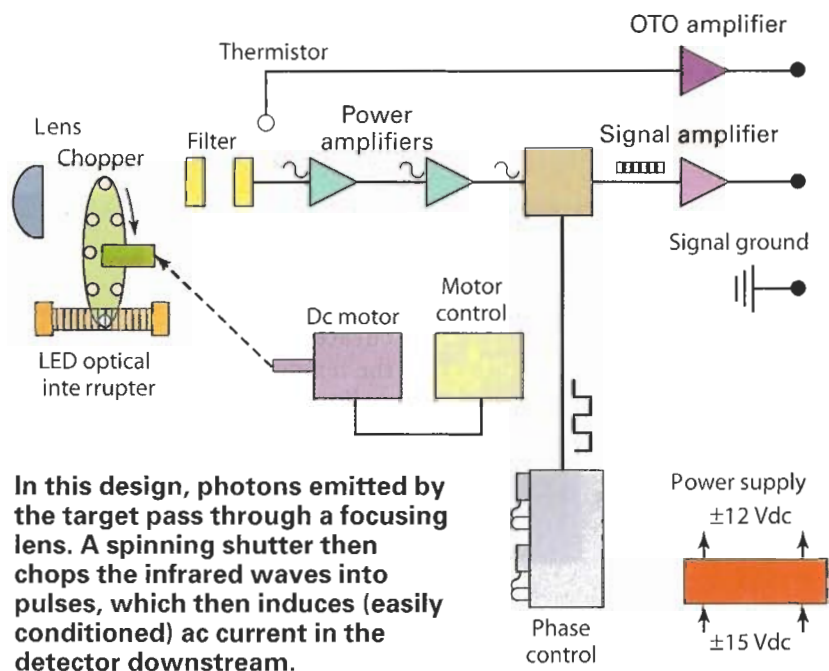 OTO amplifier
Thermistor
Lens
Chopper
Filter
Power
amplifiers
Signal amplifier
Signal ground
Dc motor
Motor
control
LED optical
inte rrupter
In this design, photons emitted by
the target pass through a focusing
lens. A spinning shutter then
chops the infrared waves into
pulses, which then induces (easily
conditioned) ac current in the
detector downstream.
Phase
control
Power supply
±12 Vdc
±15 Vdc